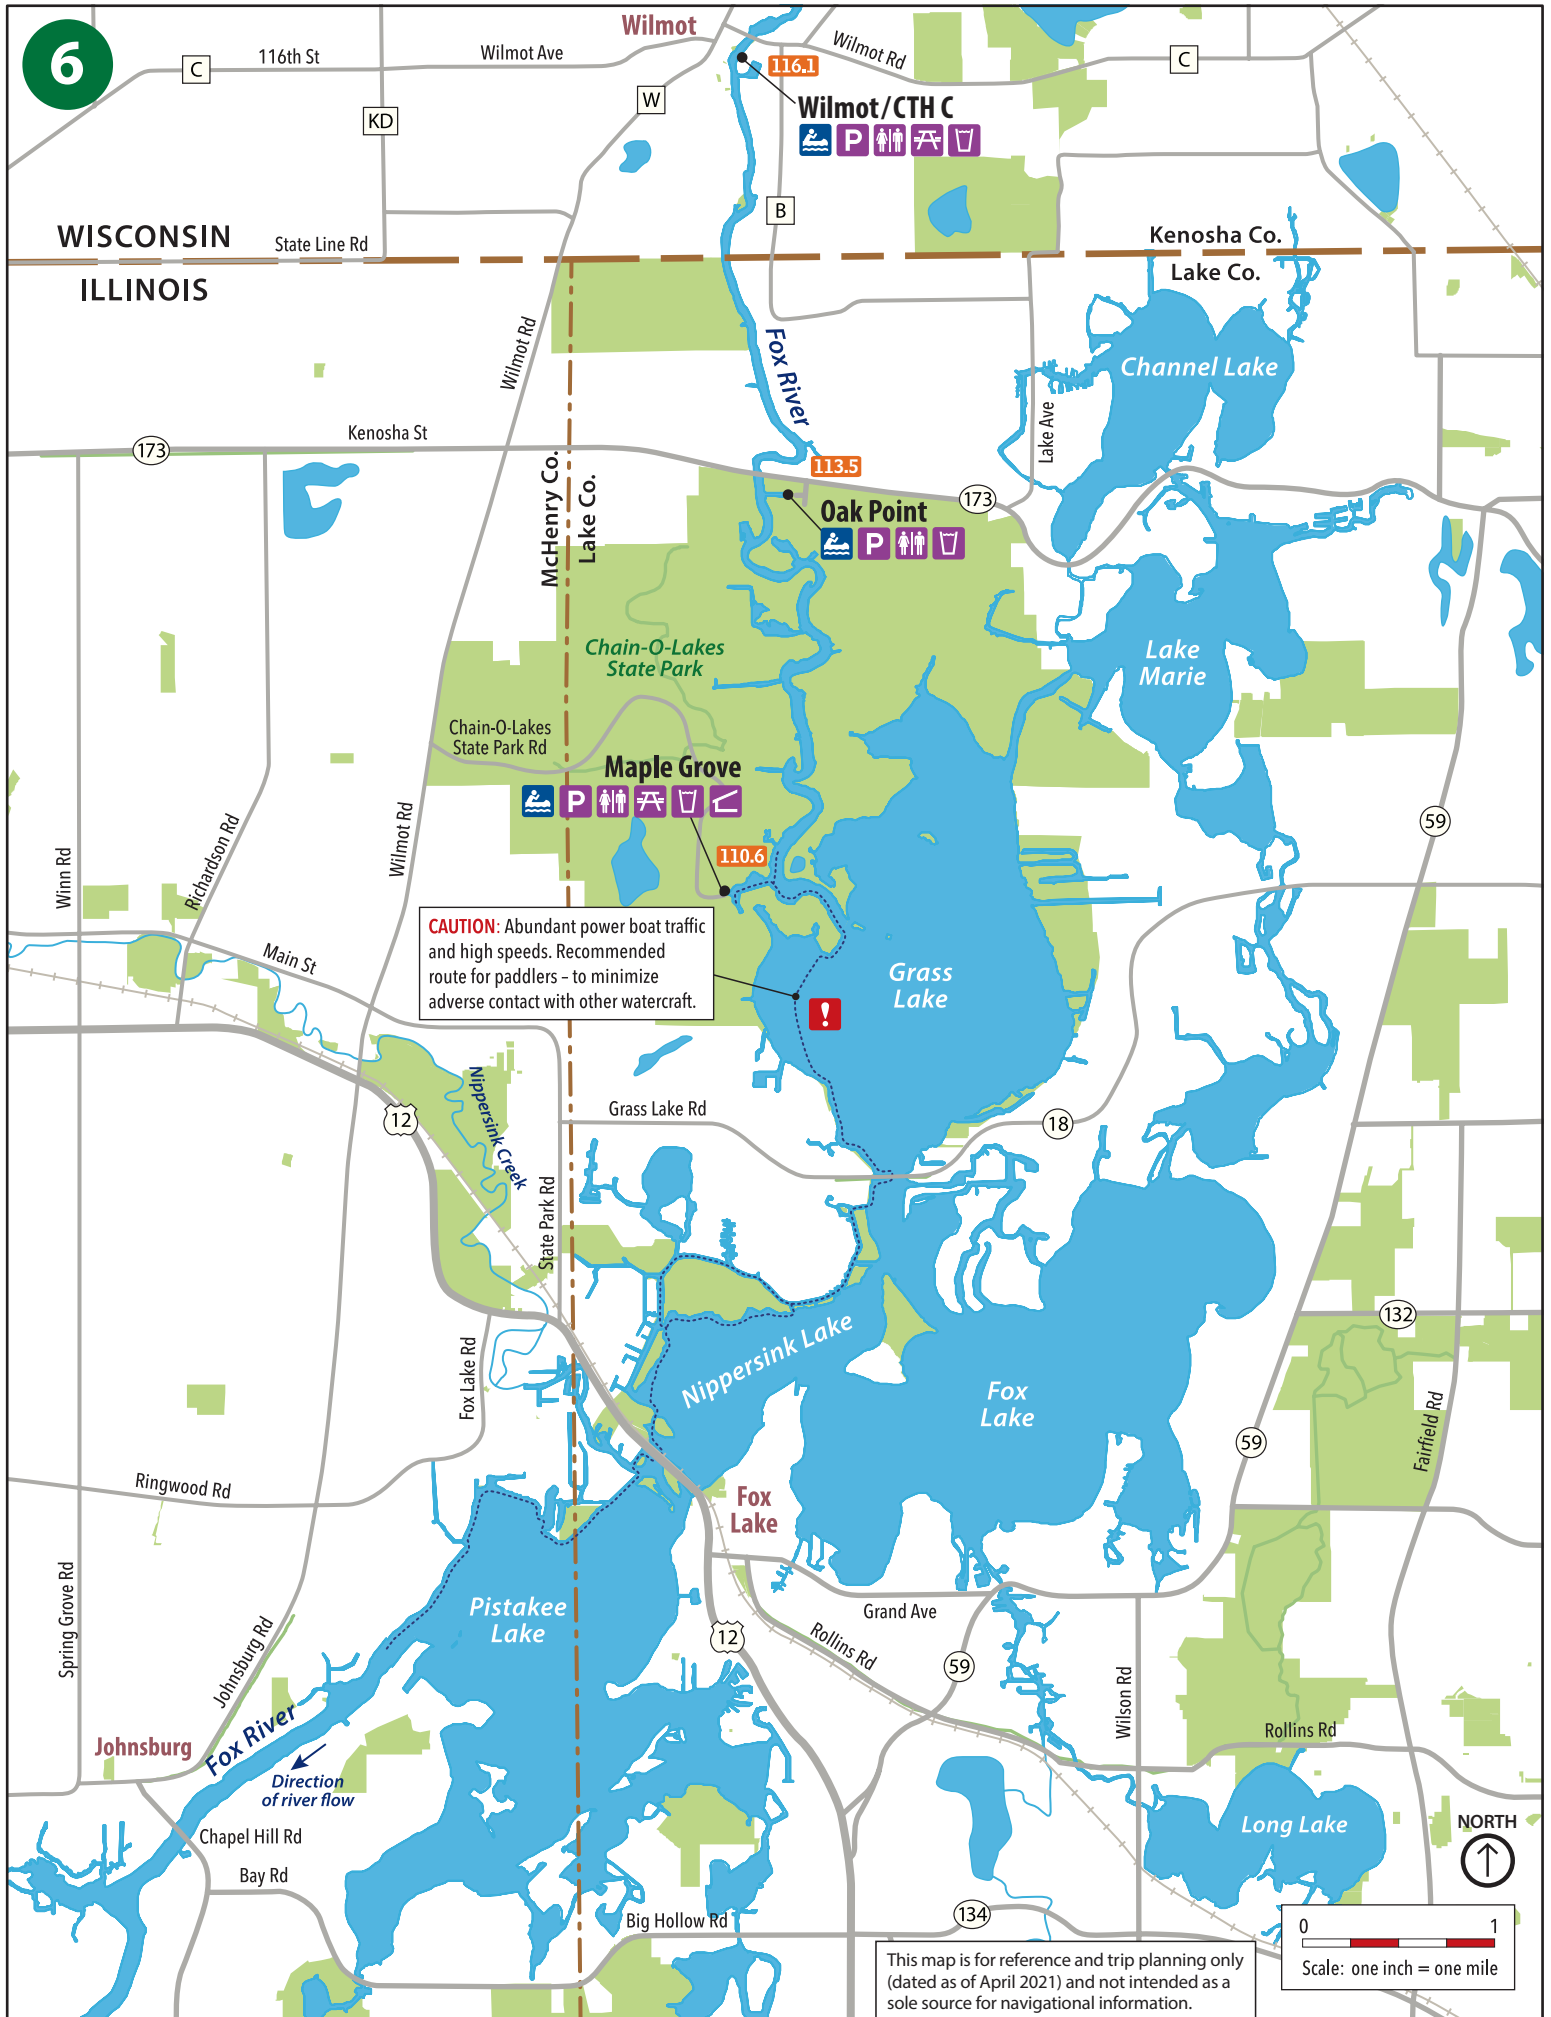 6
Wilmot
116th St
Wilmot Ave
Wilmot Rd
C
C
W
KD
116.1
Wilmot/CTH C
P
B
WISCONSIN
State Line Rd
ILLINOIS
Kenosha Co.
Lake Co.
Wilmot Rd
Fox River
Channel Lake
Lake Ave
Kenosha St
173
113.5
173
McHenry Co.
Lake Co.
Oak Point
P
Chain-O-Lakes
State Park
Lake
Marie
Chain-O-Lakes
State Park Rd
Maple Grove
P
110.6
59
Winn Rd
Richardson Rd
Wilmot Rd
CAUTION: Abundant power boat traffic
and high speeds. Recommended
route for paddlers – to minimize
adverse contact with other watercraft.
Main St
Grass
Lake
!
Nippersink Creek
12
Grass Lake Rd
18
State Park Rd
132
Nippersink Lake
Fox Lake Rd
Fox
Lake
59
Fairfield Rd
Ringwood Rd
Fox
Lake
Spring Grove Rd
Pistakee
Lake
Grand Ave
12
Rollins Rd
59
Johnsburg Rd
Wilson Rd
Rollins Rd
Johnsburg
Fox River
Direction
of river flow
Long Lake
NORTH
Chapel Hill Rd
Bay Rd
Big Hollow Rd
134
0 1
Scale: one inch = one mile
This map is for reference and trip planning only
(dated as of April 2021) and not intended as a
sole source for navigational information.